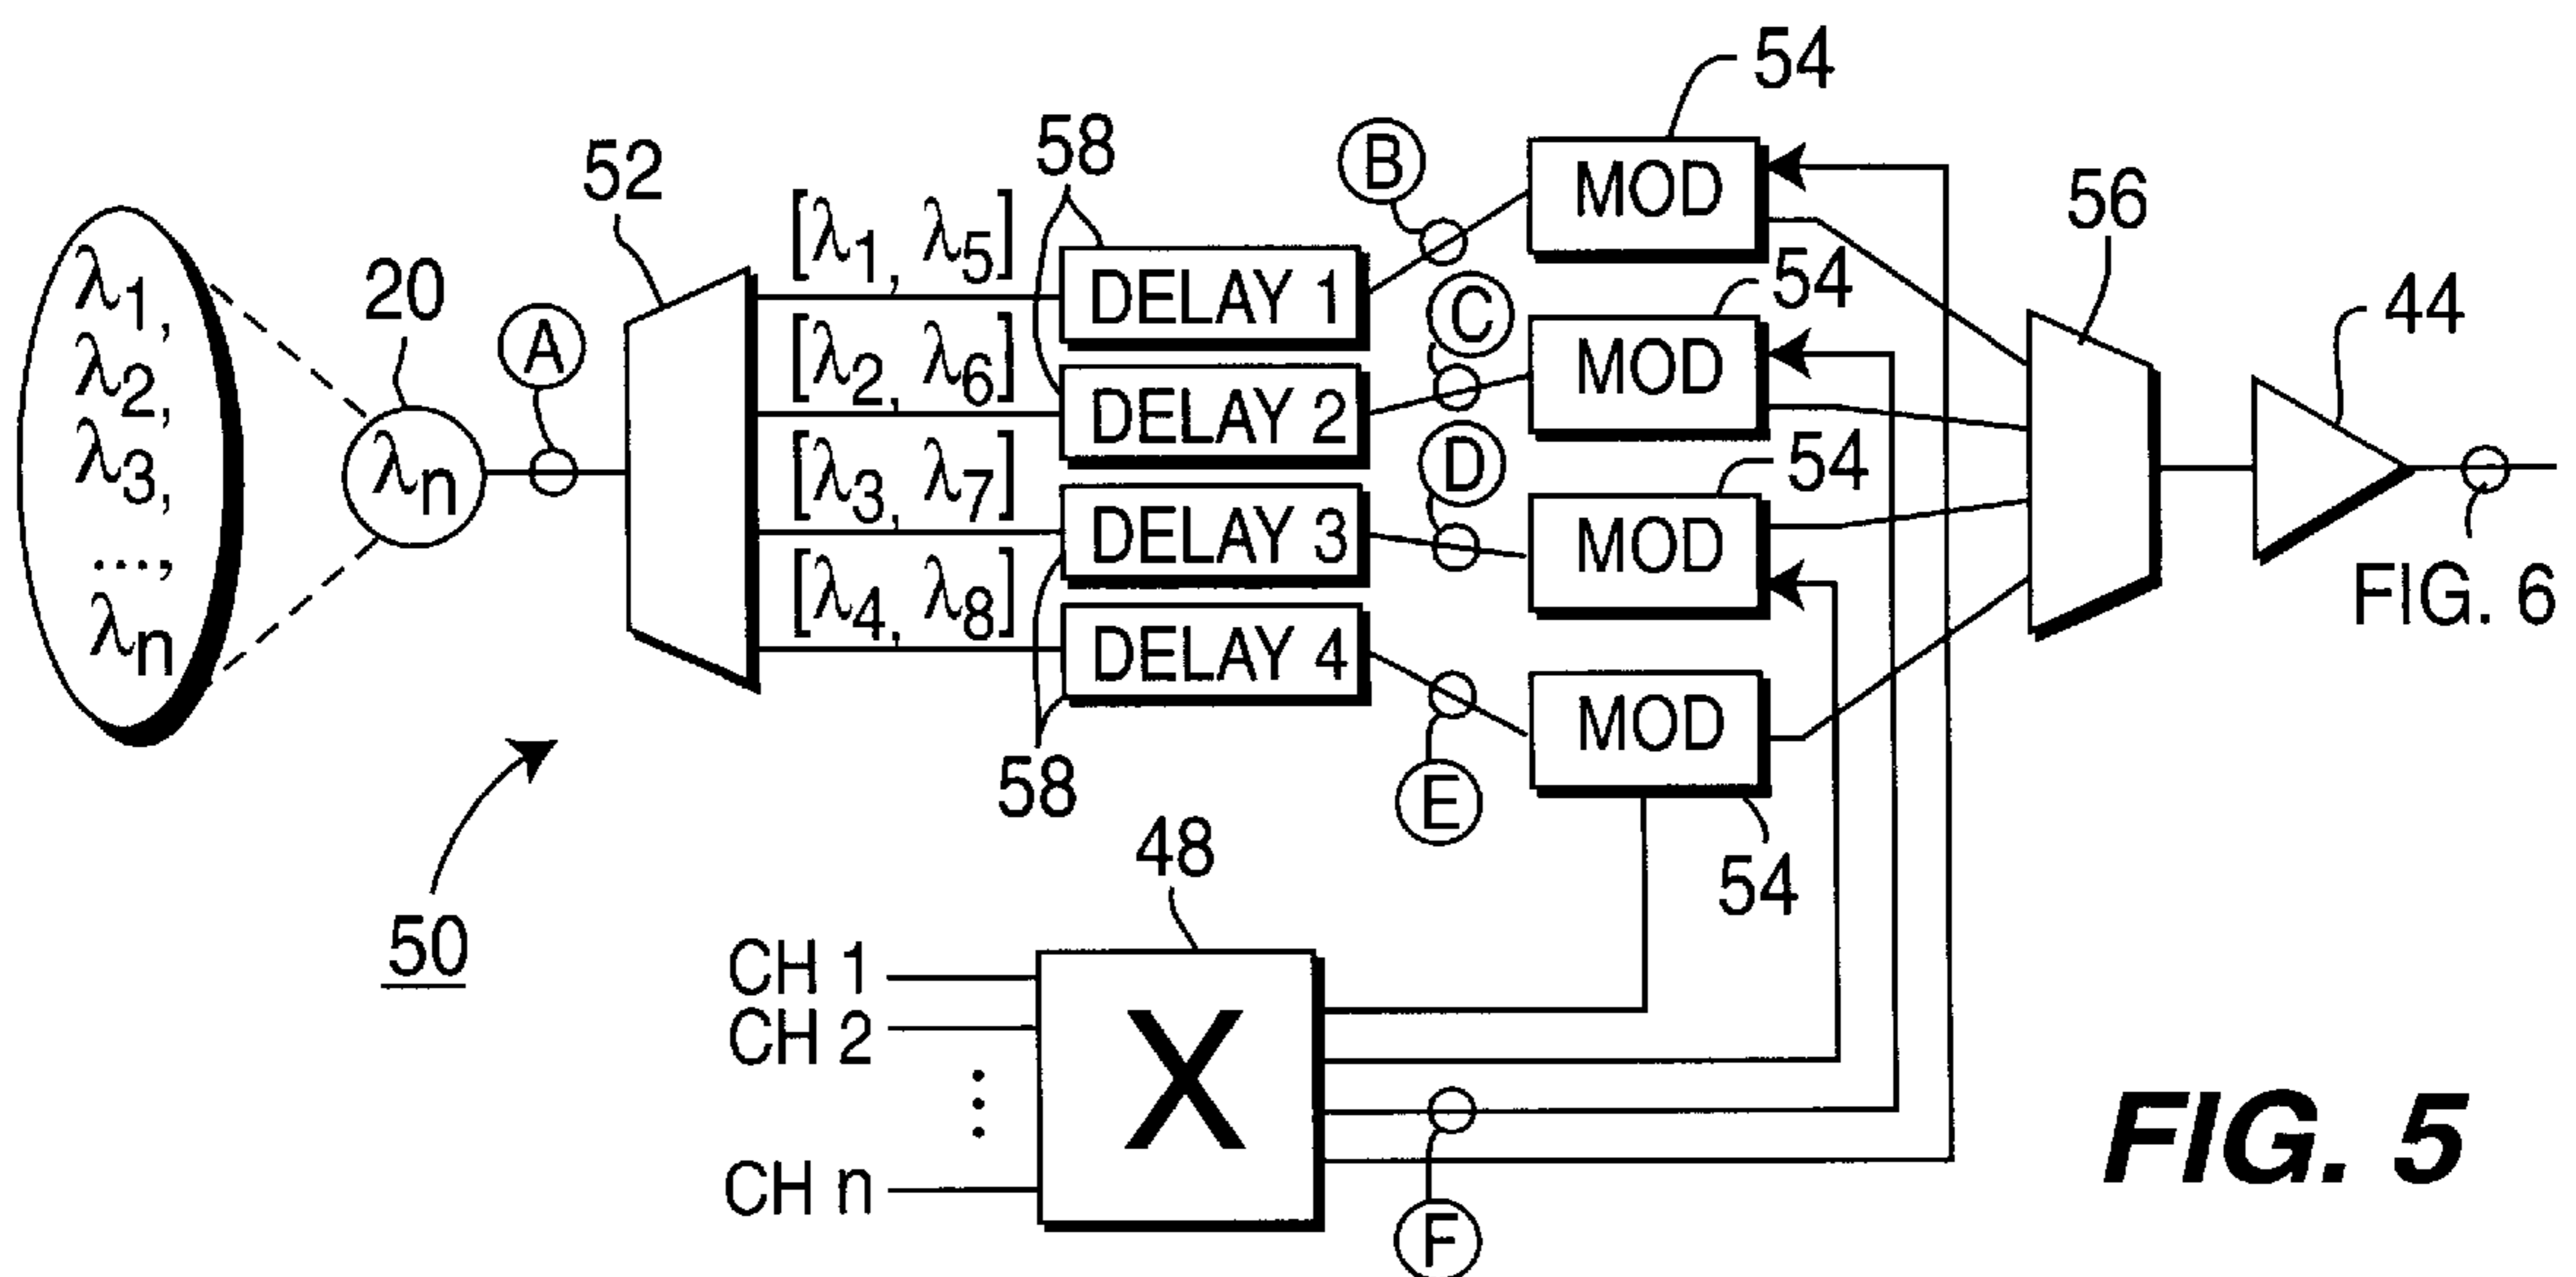 λ1,
λ2,
λ3,
...,
λn
20
λn
A
52
[λ1, λ5]
[λ2, λ6]
[λ3, λ7]
[λ4, λ8]
58
DELAY 1
DELAY 2
DELAY 3
DELAY 4
58
B
C
D
E
54
MOD
54
MOD
54
MOD
MOD
54
56
44
FIG. 6
50
48
CH 1
CH 2
⋮
CH n
X
F
FIG. 5